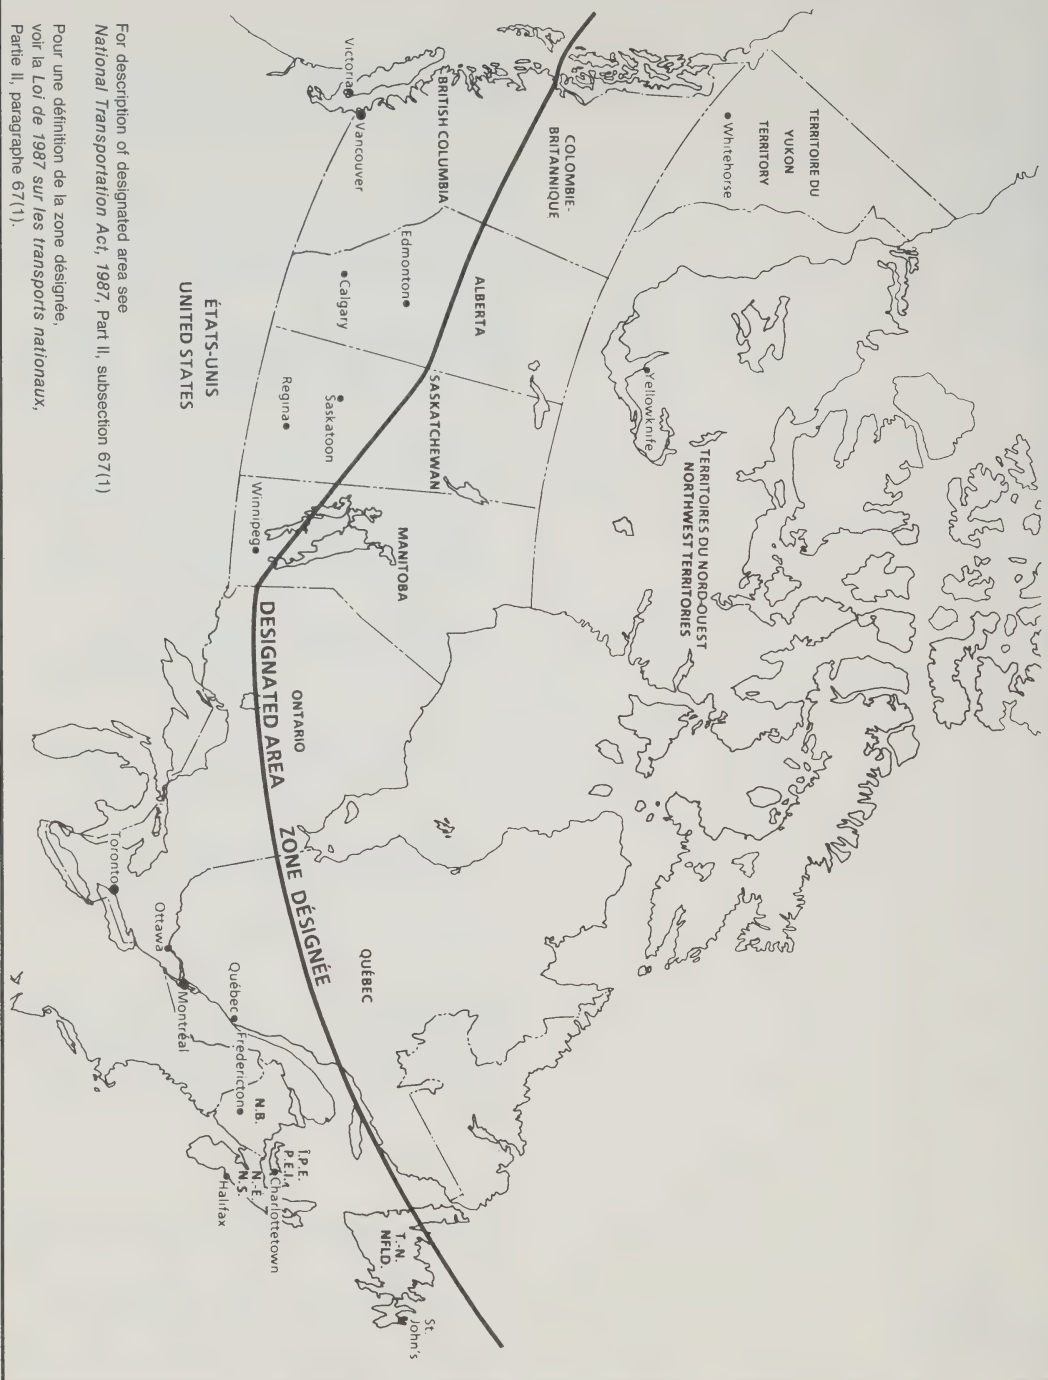 TERRITOIRE DU
YUKON
TERRITORY
Whitehorse
COLOMBIE-
BRITANNIQUE
BRITISH COLUMBIA
Victoria
Vancouver
ALBERTA
Edmonton
Calgary
SASKATCHEWAN
Saskatoon
Regina
TERRITOIRES DU NORD-OUEST
NORTHWEST TERRITORIES
Yellowknife
MANITOBA
Winnipeg
DESIGNATED AREA
ZONE DÉSIGNÉE
ONTARIO
Toronto
Ottawa
QUÉBEC
Québec
Montréal
Fredericton
N.B.
Î.P.E.
P.E.I.
Charlottetown
N.-É.
N.S.
Halifax
T.-N.
NFLD.
St.
John's
ÉTATS-UNIS
UNITED STATES
For description of designated area see
National Transportation Act, 1987, Part II, subsection 67(1)
Pour une définition de la zone désignée,
voir la Loi de 1987 sur les transports nationaux,
Partie II, paragraphe 67(1).